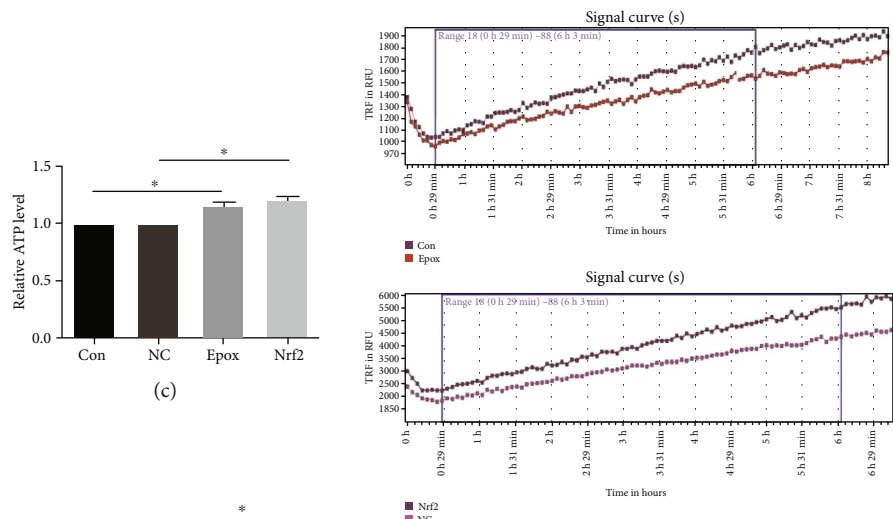 *
*
1.5
1.0
0.5
0.0
Relative ATP level
Con NC Epox Nrf2
(c)
*
Signal curve (s)
Range 18 (0 h 29 min) –88 (6 h 3 min)
1900
1800
1700
1600
1500
1400
1300
1200
1100
1000
970
TRF in RFU
0 h
0 h 29 min
1 h
1 h 31 min
2 h
2 h 29 min
3 h
3 h 31 min
4 h
4 h 29 min
5 h
5 h 31 min
6 h
6 h 29 min
7 h
7 h 31 min
8 h
Time in hours
Con
Epox
Signal curve (s)
Range 18 (0 h 29 min) –88 (6 h 3 min)
6000
5500
5000
4500
4000
3500
3000
2500
2000
1850
TRF in RFU
0 h
0 h 29 min
1 h
1 h 31 min
2 h
2 h 29 min
3 h
3 h 31 min
4 h
4 h 29 min
5 h
5 h 31 min
6 h
6 h 29 min
Time in hours
Nrf2
NC